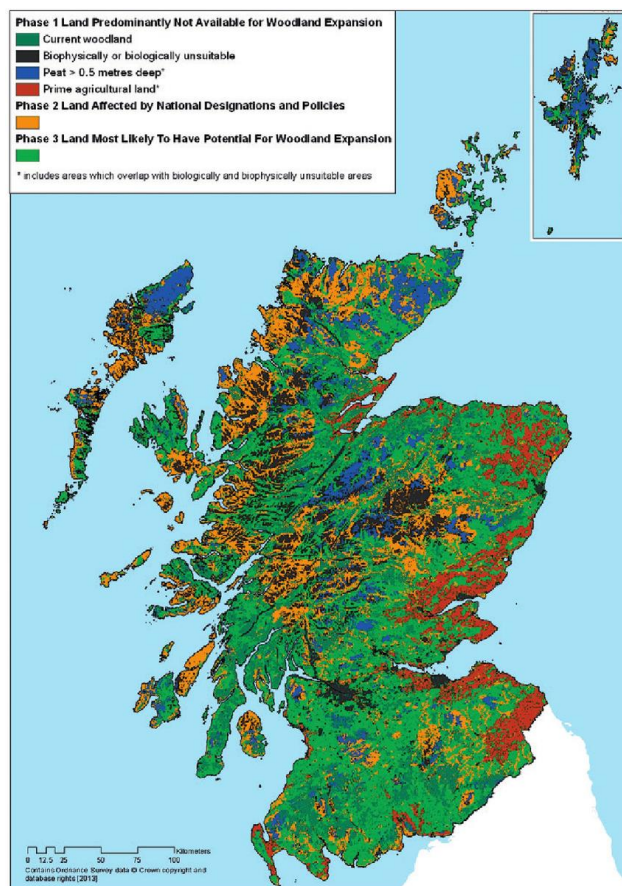 Phase 1 Land Predominantly Not Available for Woodland Expansion
Current woodland
Biophysically or biologically unsuitable
Peat > 0.5 metres deep*
Prime agricultural land*
Phase 2 Land Affected by National Designations and Policies
Phase 3 Land Most Likely To Have Potential For Woodland Expansion
* includes areas which overlap with biologically and biophysically unsuitable areas
Kilometers
0 12.5 25 50 75 100
Contains Ordnance Survey data © Crown copyright and
database rights [2013]